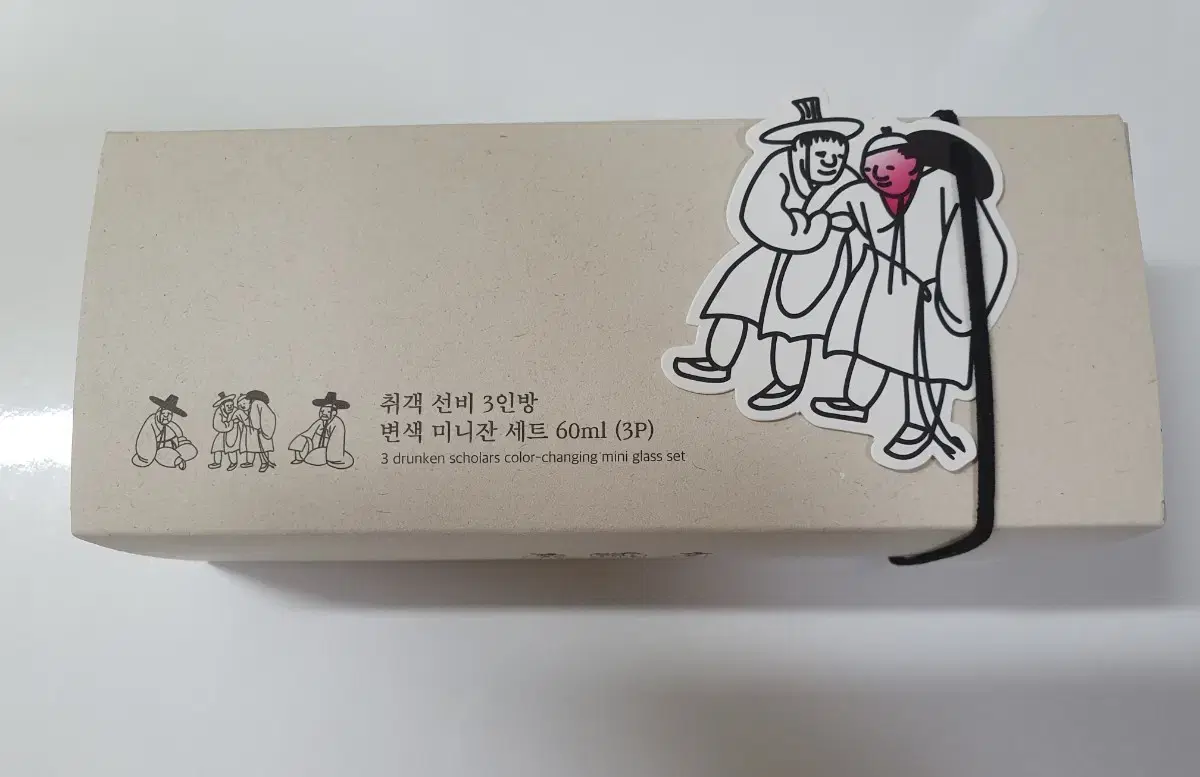 취객 선비 3인방
변색 미니잔 세트 60ml (3P)
3 drunken scholars color-changing mini glass set